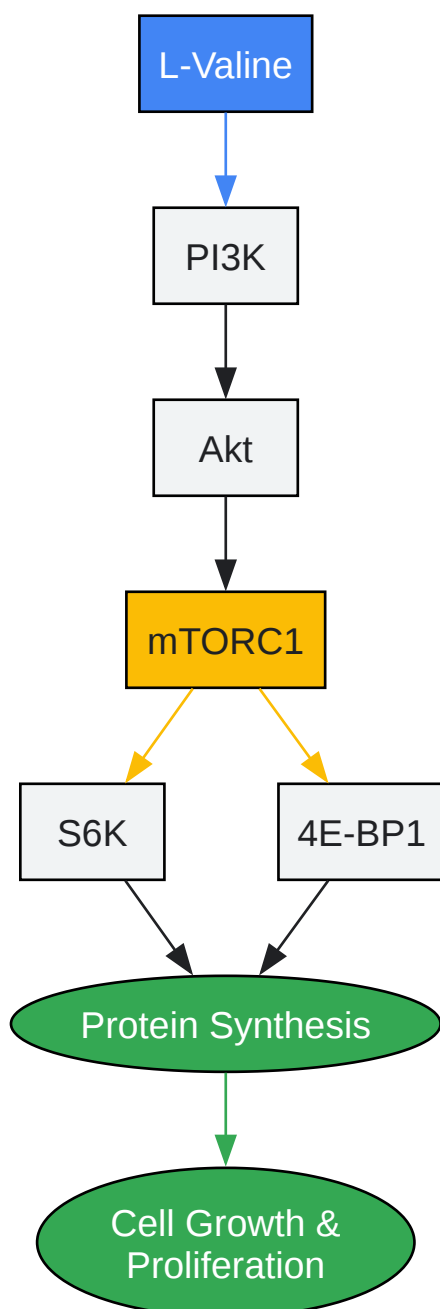 L-Valine
PI3K
Akt
mTORC1
S6K
4E-BP1
Protein Synthesis
Cell Growth &
Proliferation